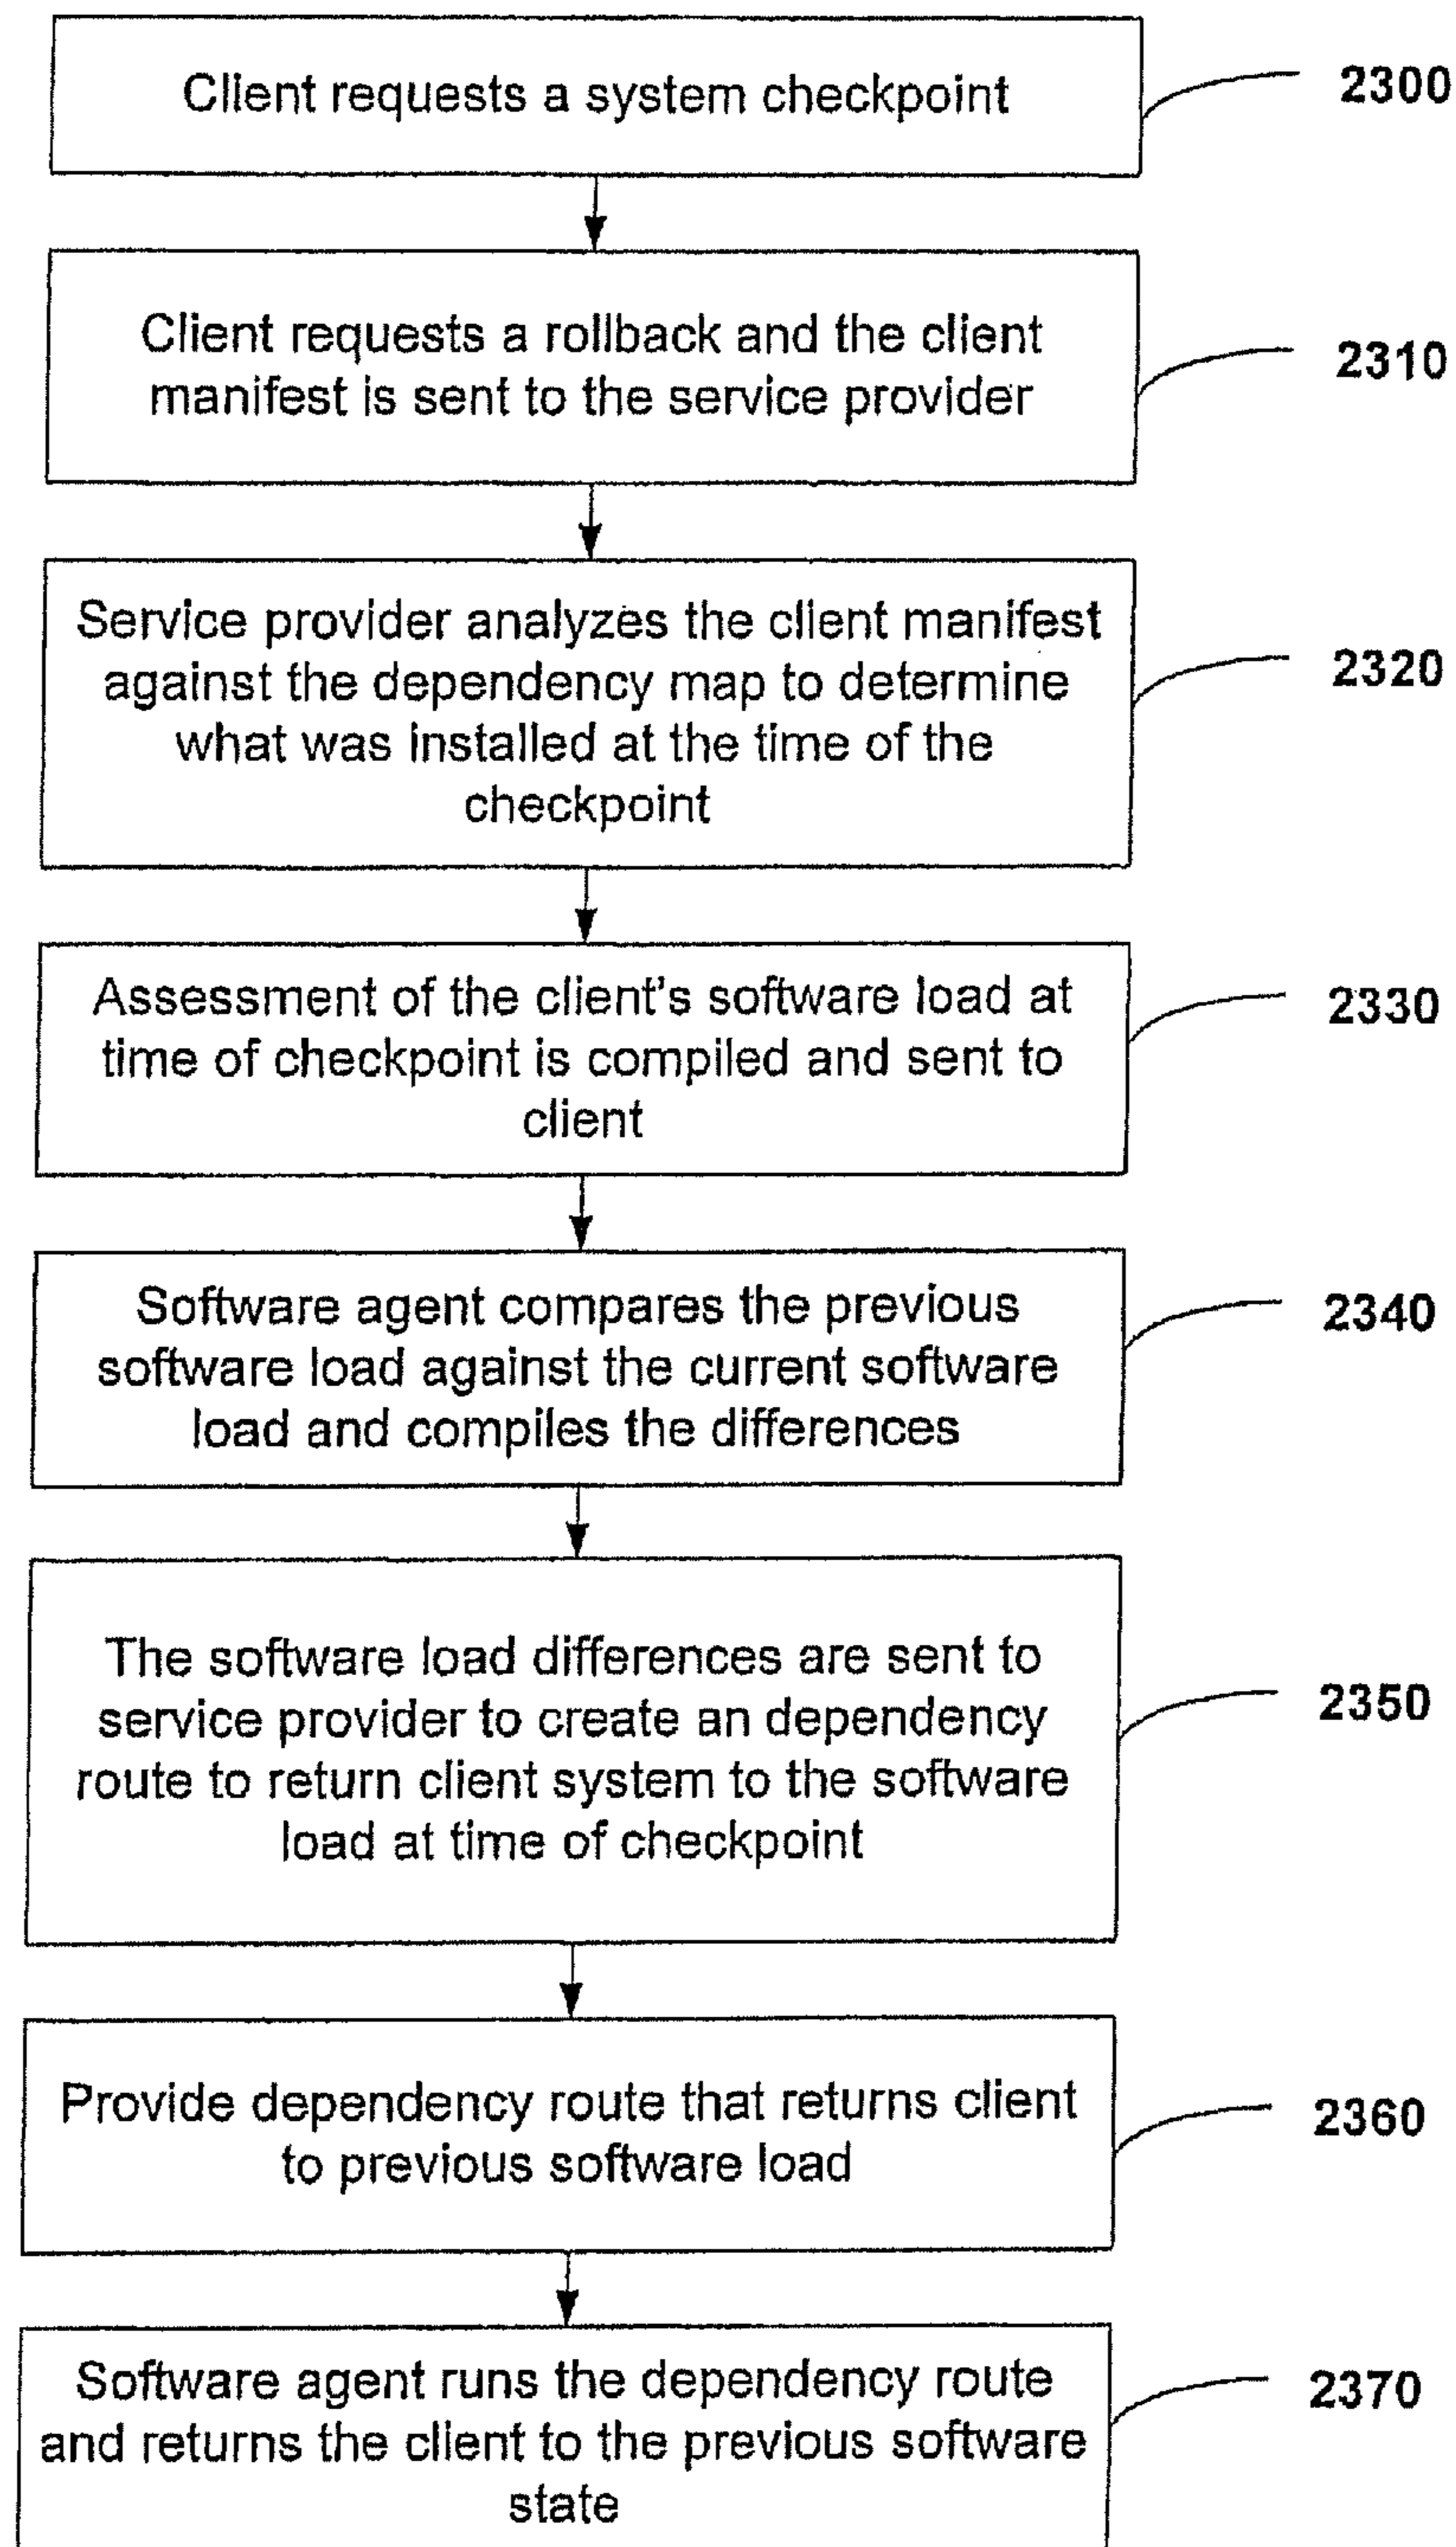 Client requests a system checkpoint
2300
Client requests a rollback and the client
manifest is sent to the service provider
2310
Service provider analyzes the client manifest
against the dependency map to determine
what was installed at the time of the
checkpoint
2320
Assessment of the client's software load at
time of checkpoint is compiled and sent to
client
2330
Software agent compares the previous
software load against the current software
load and compiles the differences
2340
The software load differences are sent to
service provider to create an dependency
route to return client system to the software
load at time of checkpoint
2350
Provide dependency route that returns client
to previous software load
2360
Software agent runs the dependency route
and returns the client to the previous software
state
2370